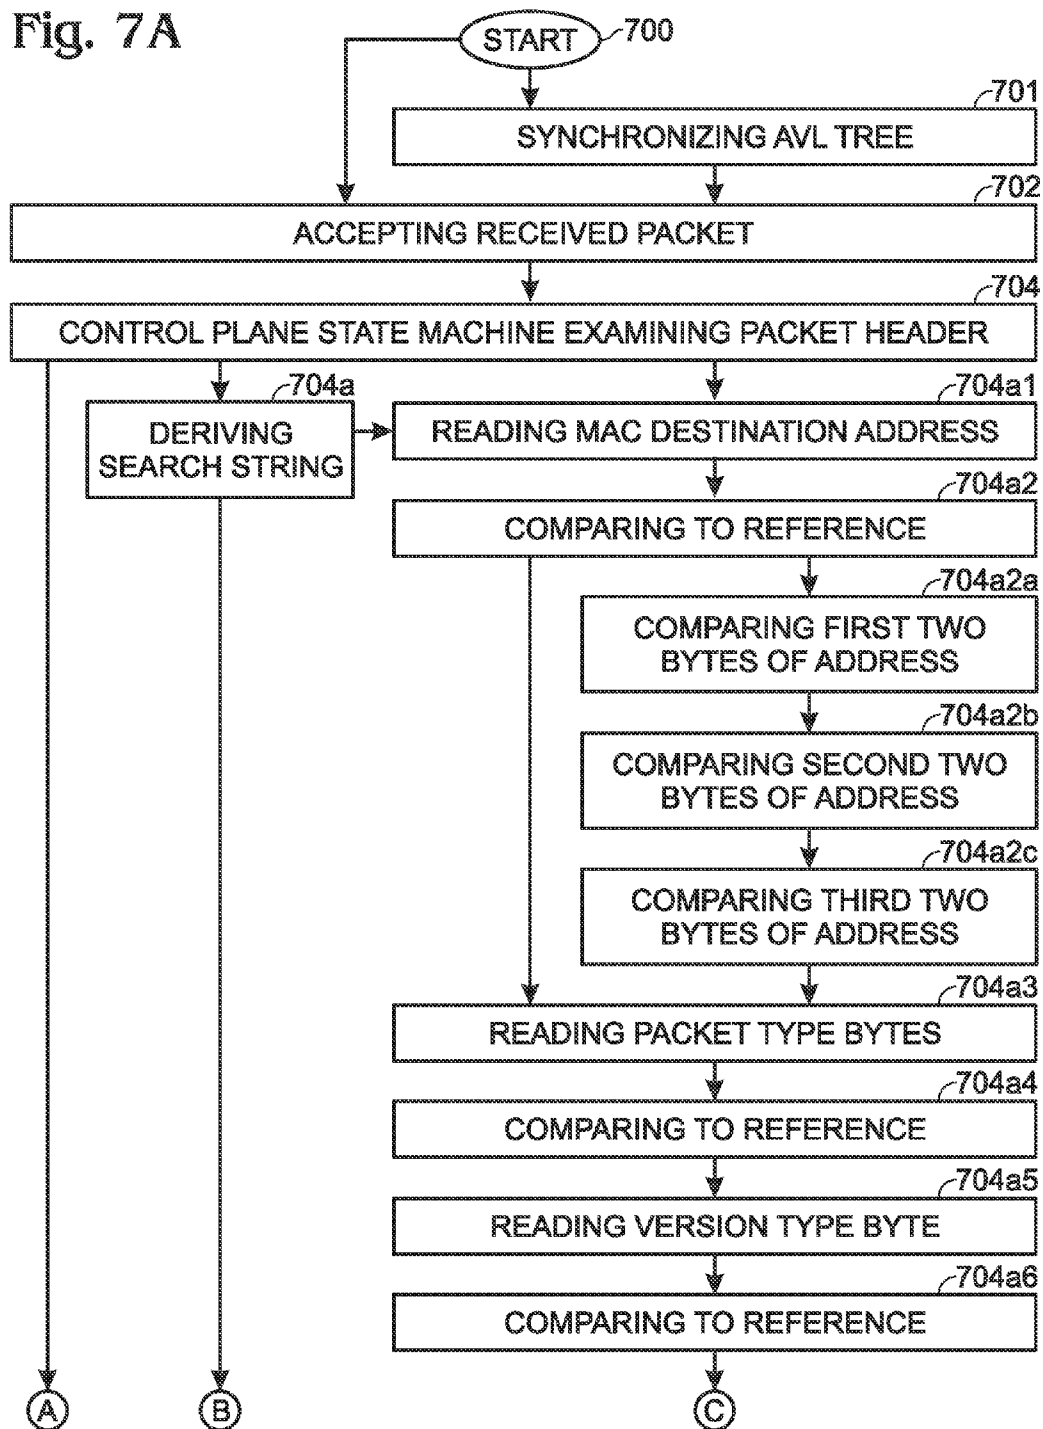 Fig. 7A
START
700
701
SYNCHRONIZING AVL TREE
702
ACCEPTING RECEIVED PACKET
704
CONTROL PLANE STATE MACHINE EXAMINING PACKET HEADER
704a
DERIVING
SEARCH STRING
704a1
READING MAC DESTINATION ADDRESS
704a2
COMPARING TO REFERENCE
704a2a
COMPARING FIRST TWO
BYTES OF ADDRESS
704a2b
COMPARING SECOND TWO
BYTES OF ADDRESS
704a2c
COMPARING THIRD TWO
BYTES OF ADDRESS
704a3
READING PACKET TYPE BYTES
704a4
COMPARING TO REFERENCE
704a5
READING VERSION TYPE BYTE
704a6
COMPARING TO REFERENCE
A
B
C